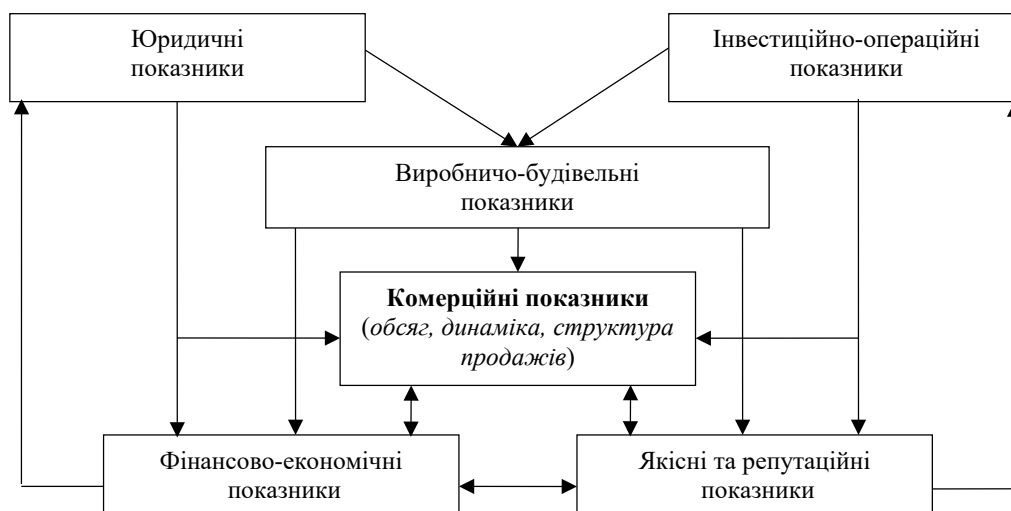 Юридичні
показники
Інвестиційно-операційні
показники
Виробничо-будівельні
показники
Комерційні показники
(обсяг, динаміка, структура
продажів)
Фінансово-економічні
показники
Якісні та репутаційні
показники